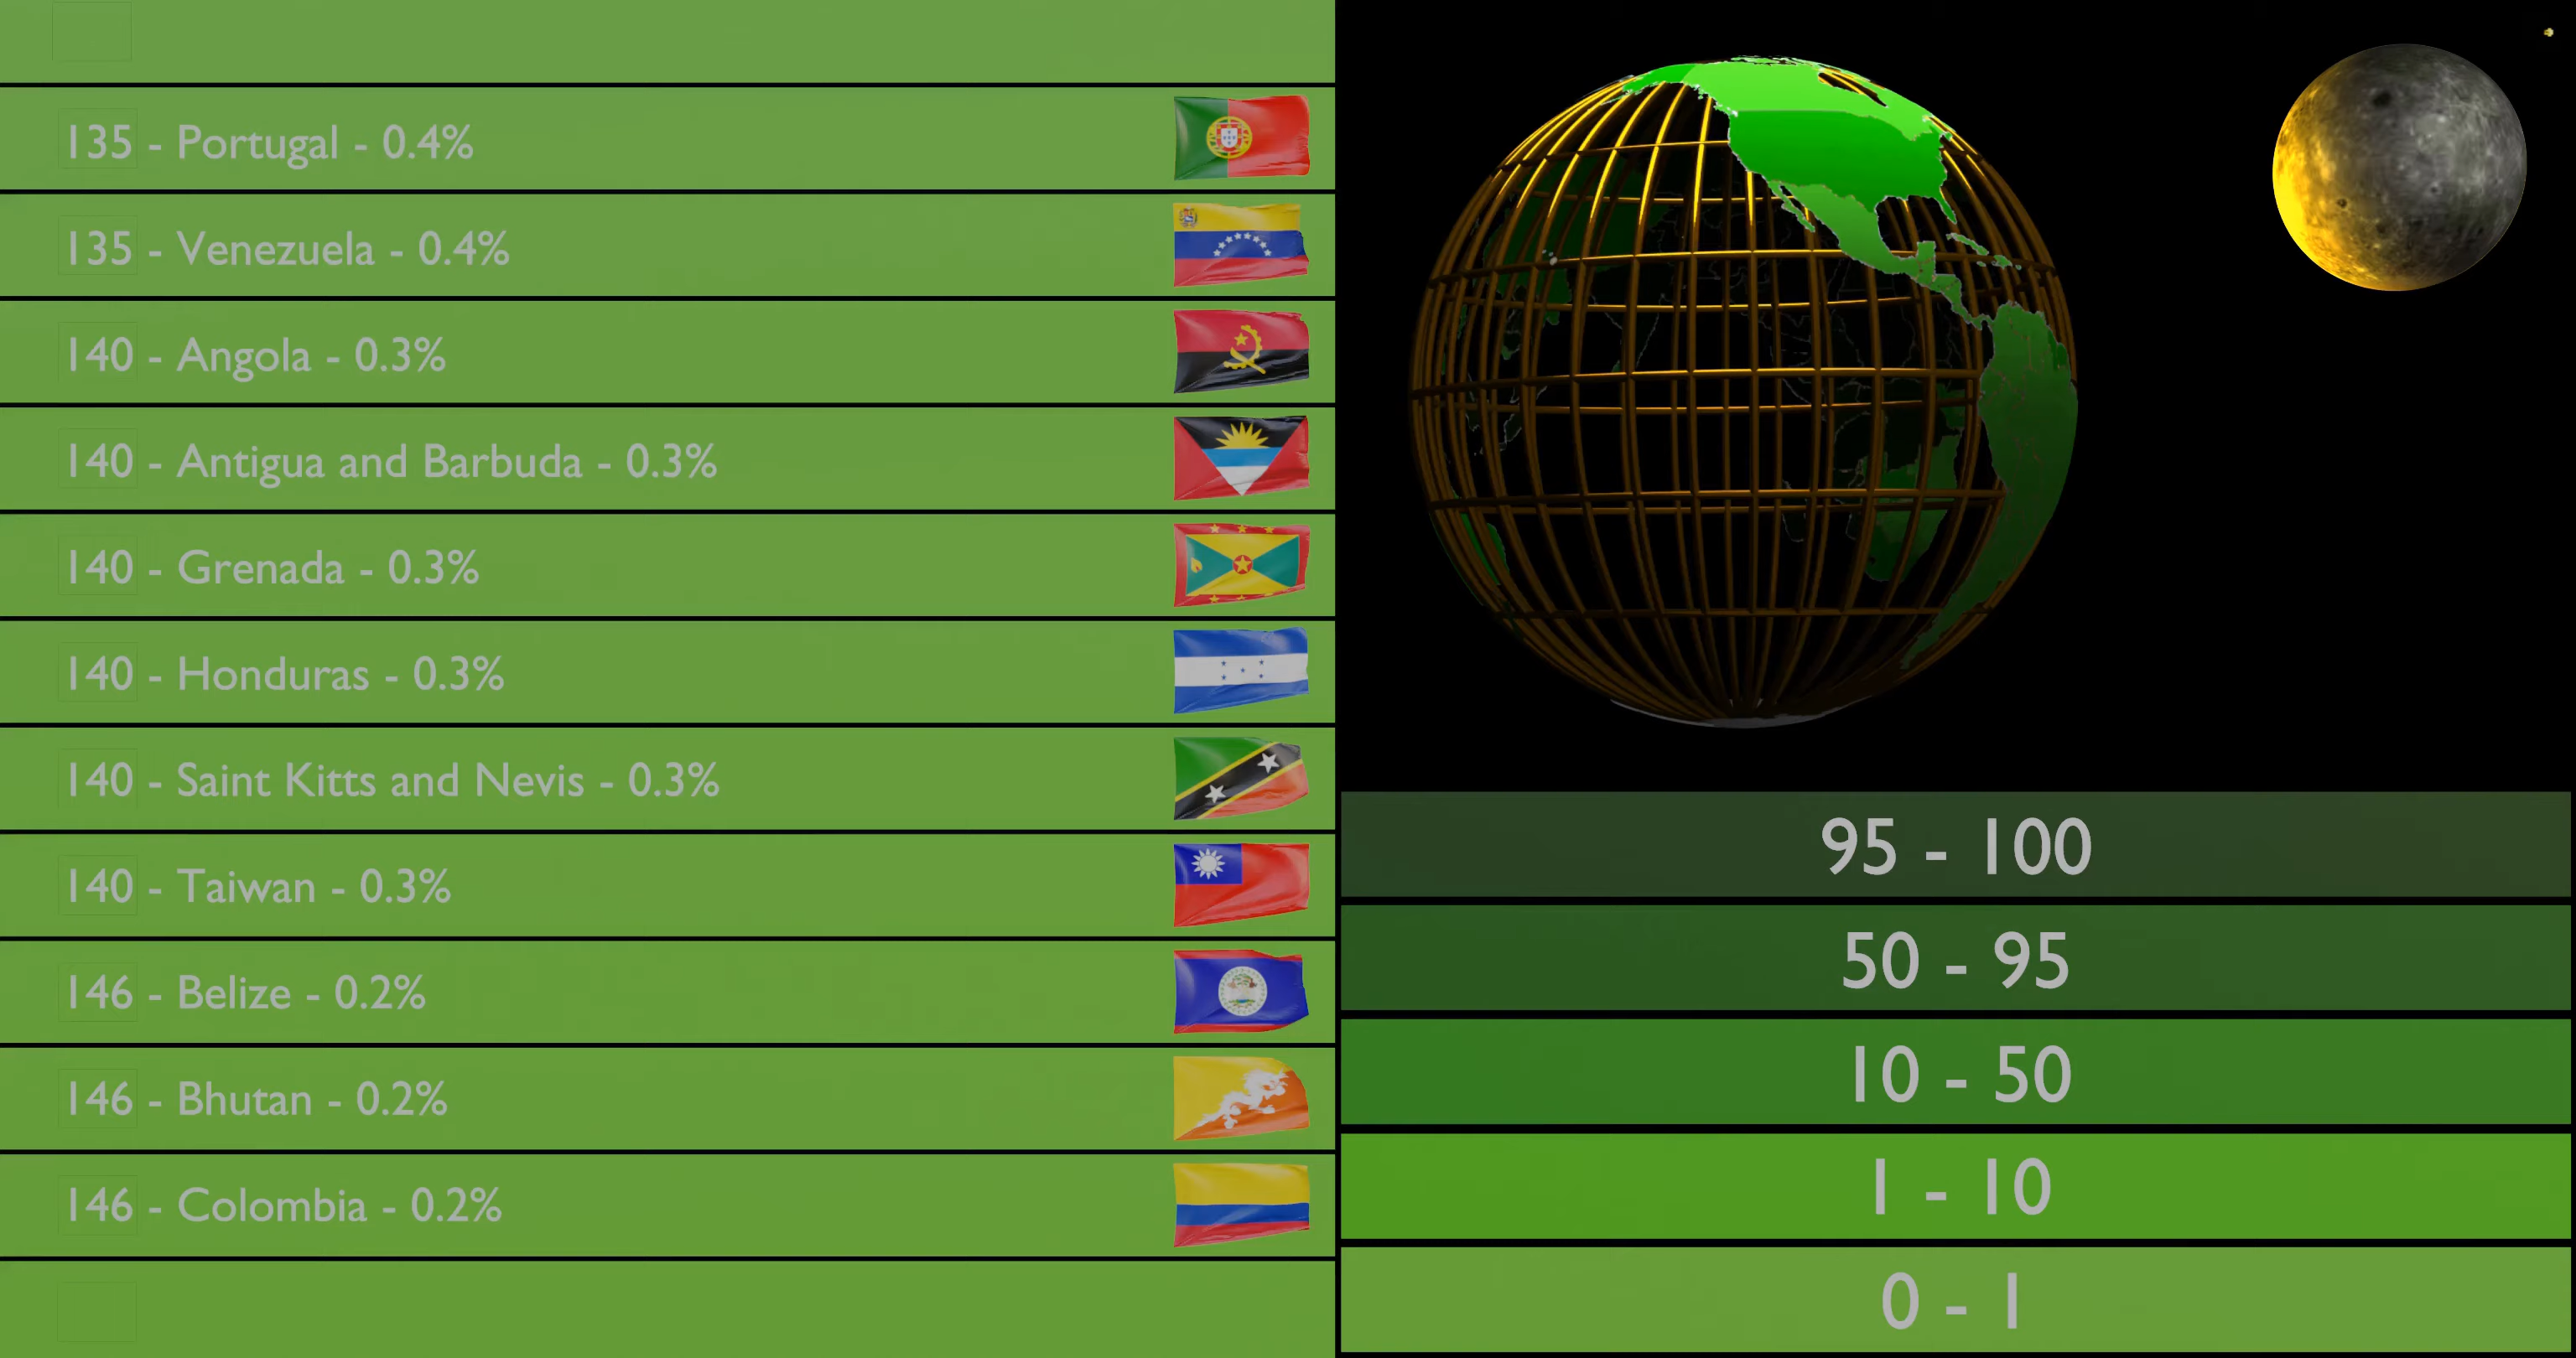 135 - Portugal - 0.4%
135 - Venezuela - 0.4%
140 - Angola - 0.3%
140 - Antigua and Barbuda - 0.3%
140 - Grenada - 0.3%
140 - Honduras - 0.3%
140 - Saint Kitts and Nevis - 0.3%
140 - Taiwan - 0.3%
146 - Belize - 0.2%
146 - Bhutan - 0.2%
146 - Colombia - 0.2%
95 - 100
50 - 95
10 - 50
1 - 10
0 - 1